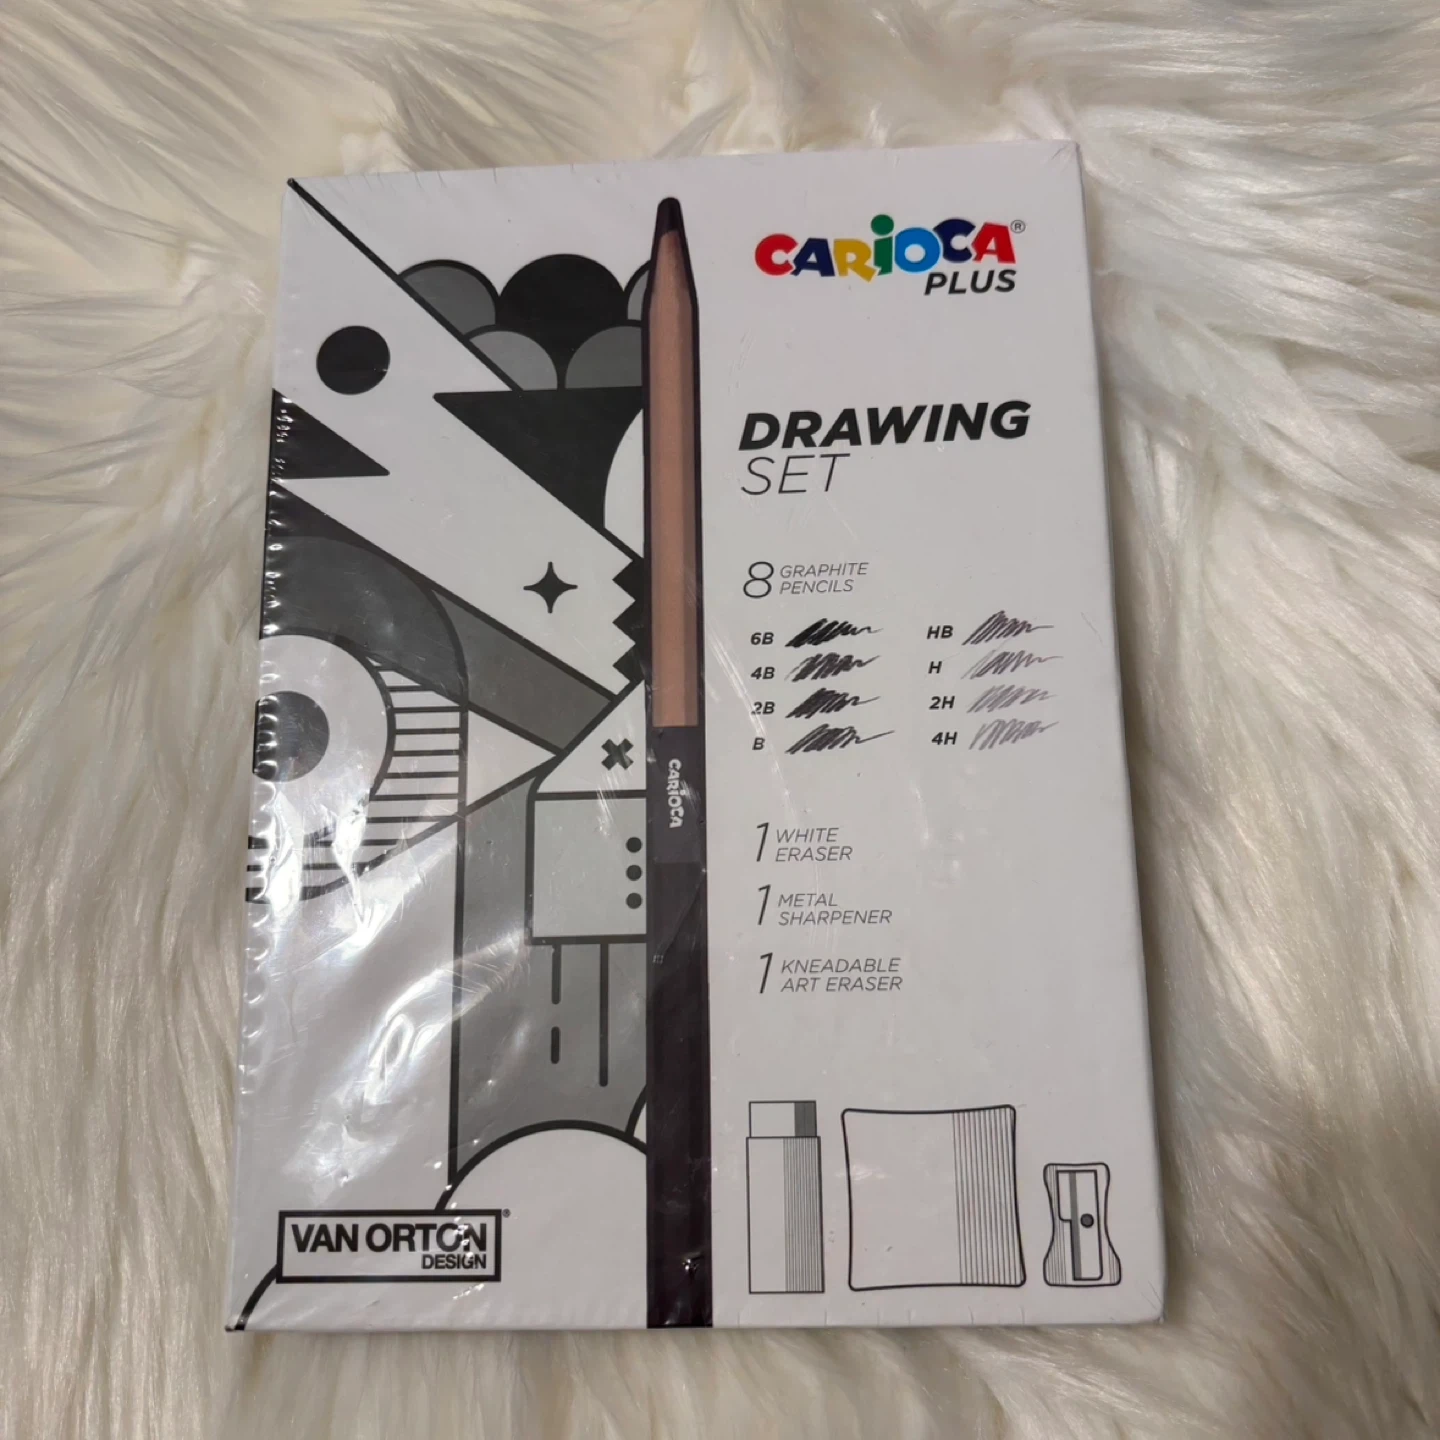 CARIOCA®
PLUS
DRAWING
SET
8 GRAPHITE
PENCILS
6B
4B
2B
B
HB
H
2H
4H
1 WHITE
ERASER
1 METAL
SHARPENER
1 KNEADABLE
ART ERASER
CARIOCA
VAN ORTON®
DESIGN